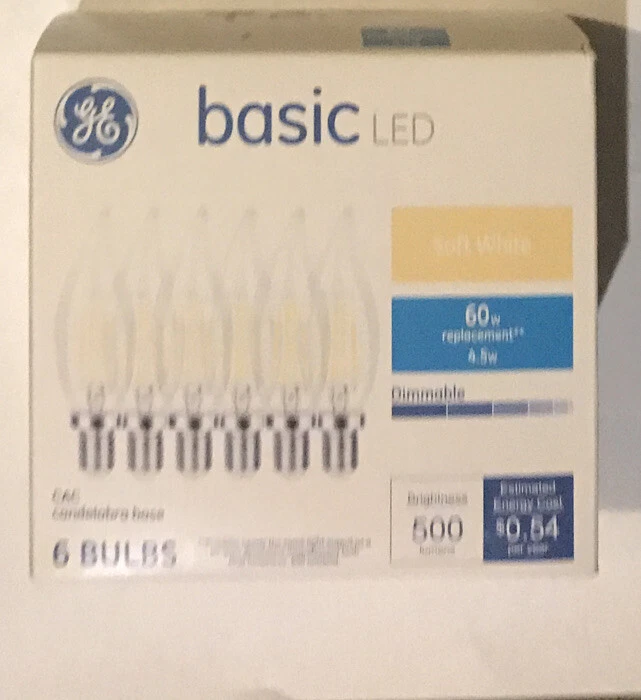 GE
basic LED
Soft White
60w
replacement**
4.5w
Dimmable
CAC
candelabra base
6 BULBS
Brightness
500
lumens
Estimated
Energy Cost
$0.54
per year